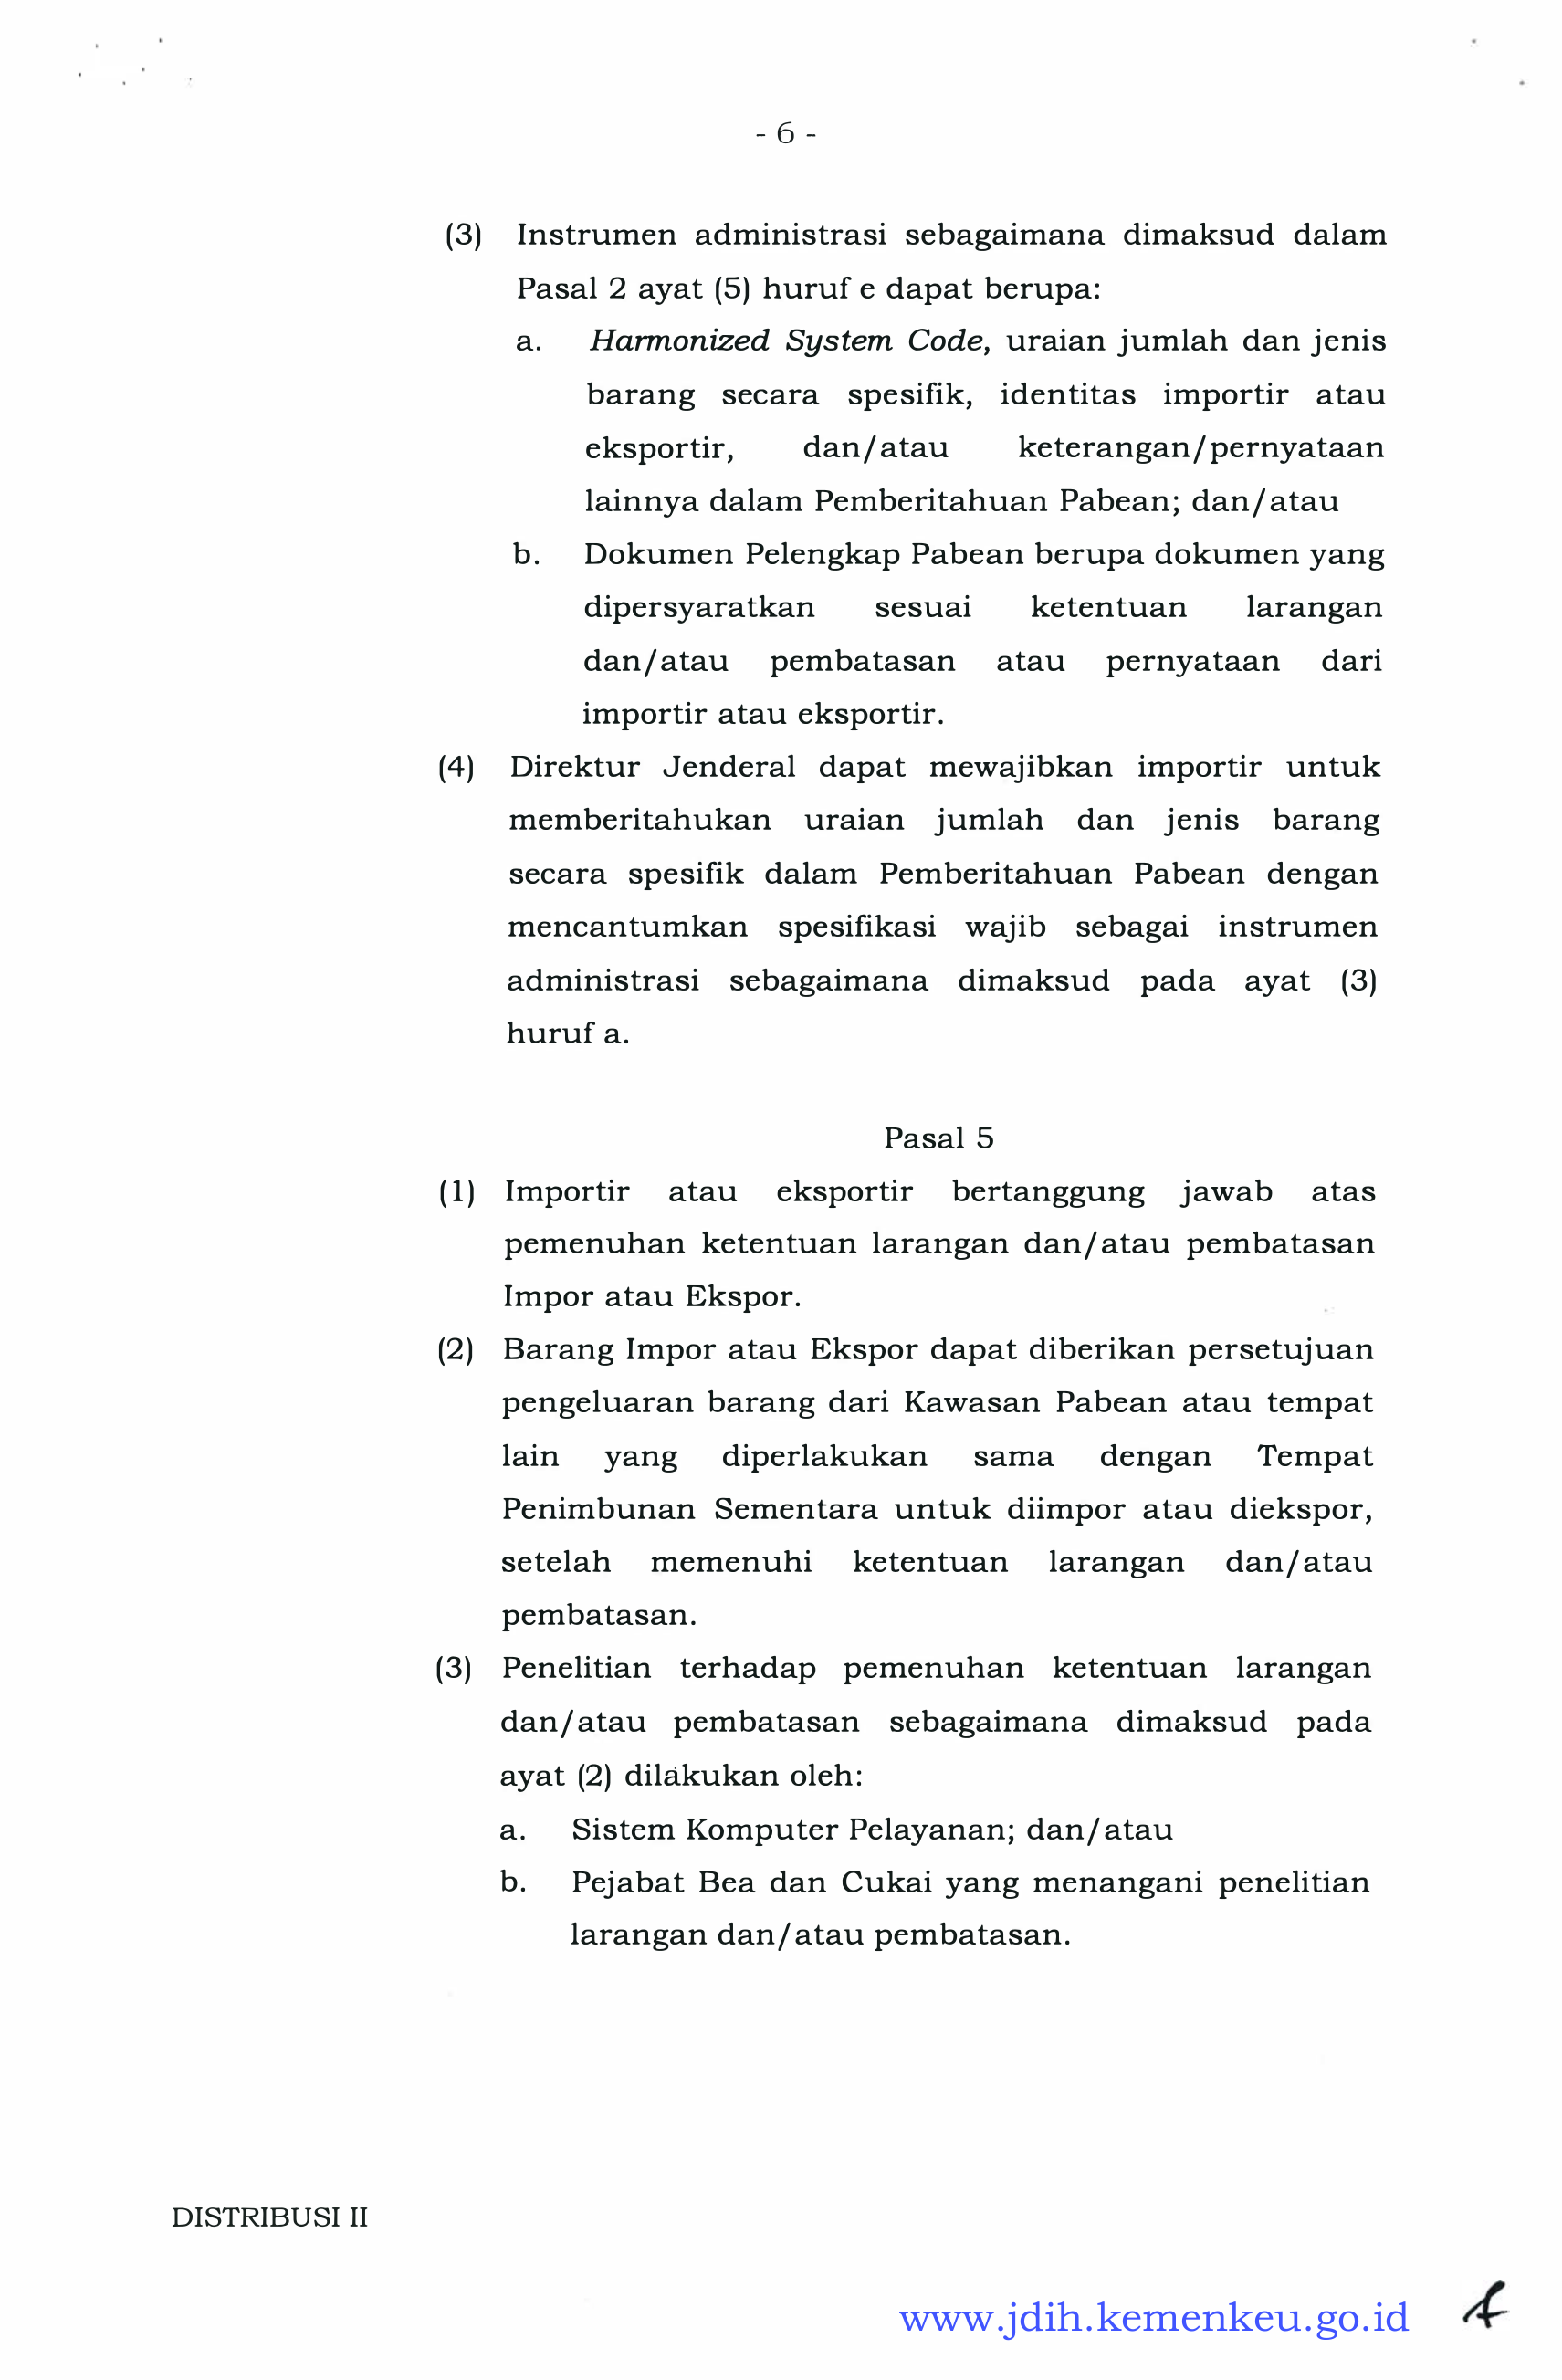 - 6 -
(3) Instrumen administrasi sebagaimana dimaksud dalam
Pasal 2 ayat (5) huruf e dapat berupa:
a. Harmonized System Code, uraian jumlah dan jenis
barang secara spesifik, identitas importir atau
eksportir, dan/atau keterangan/pernyataan
lainnya dalam Pemberitahuan Pabean; dan/atau
b. Dokumen Pelengkap Pabean berupa dokumen yang
dipersyaratkan sesuai ketentuan larangan
dan/atau pembatasan atau pernyataan dari
importir atau eksportir.
(4) Direktur Jenderal dapat mewajibkan importir untuk
memberitahukan uraian jumlah dan jenis barang
secara spesifik dalam Pemberitahuan Pabean dengan
mencantumkan spesifikasi wajib sebagai instrumen
administrasi sebagaimana dimaksud pada ayat (3)
huruf a.
Pasal 5
(1) Importir atau eksportir bertanggung jawab atas
pemenuhan ketentuan larangan dan/atau pembatasan
Impor atau Ekspor.
(2) Barang Impor atau Ekspor dapat diberikan persetujuan
pengeluaran barang dari Kawasan Pabean atau tempat
lain yang diperlakukan sama dengan Tempat
Penimbunan Sementara untuk diimpor atau diekspor,
setelah memenuhi ketentuan larangan dan/atau
pembatasan.
(3) Penelitian terhadap pemenuhan ketentuan larangan
dan/atau pembatasan sebagaimana dimaksud pada
ayat (2) dilakukan oleh:
a. Sistem Komputer Pelayanan; dan/atau
b. Pejabat Bea dan Cukai yang menangani penelitian
larangan dan/atau pembatasan.
DISTRIBUSI II
www.jdih.kemenkeu.go.id